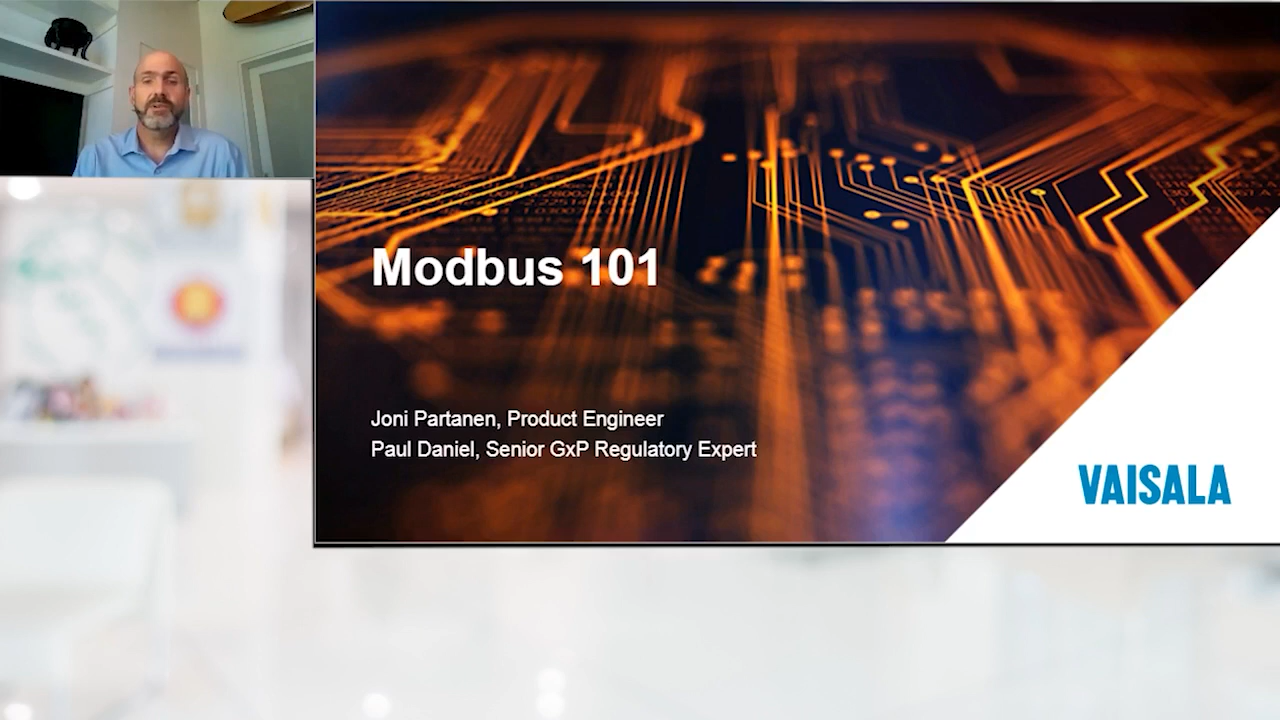 Modbus 101
Joni Partanen, Product Engineer
Paul Daniel, Senior GxP Regulatory Expert
VAISALA